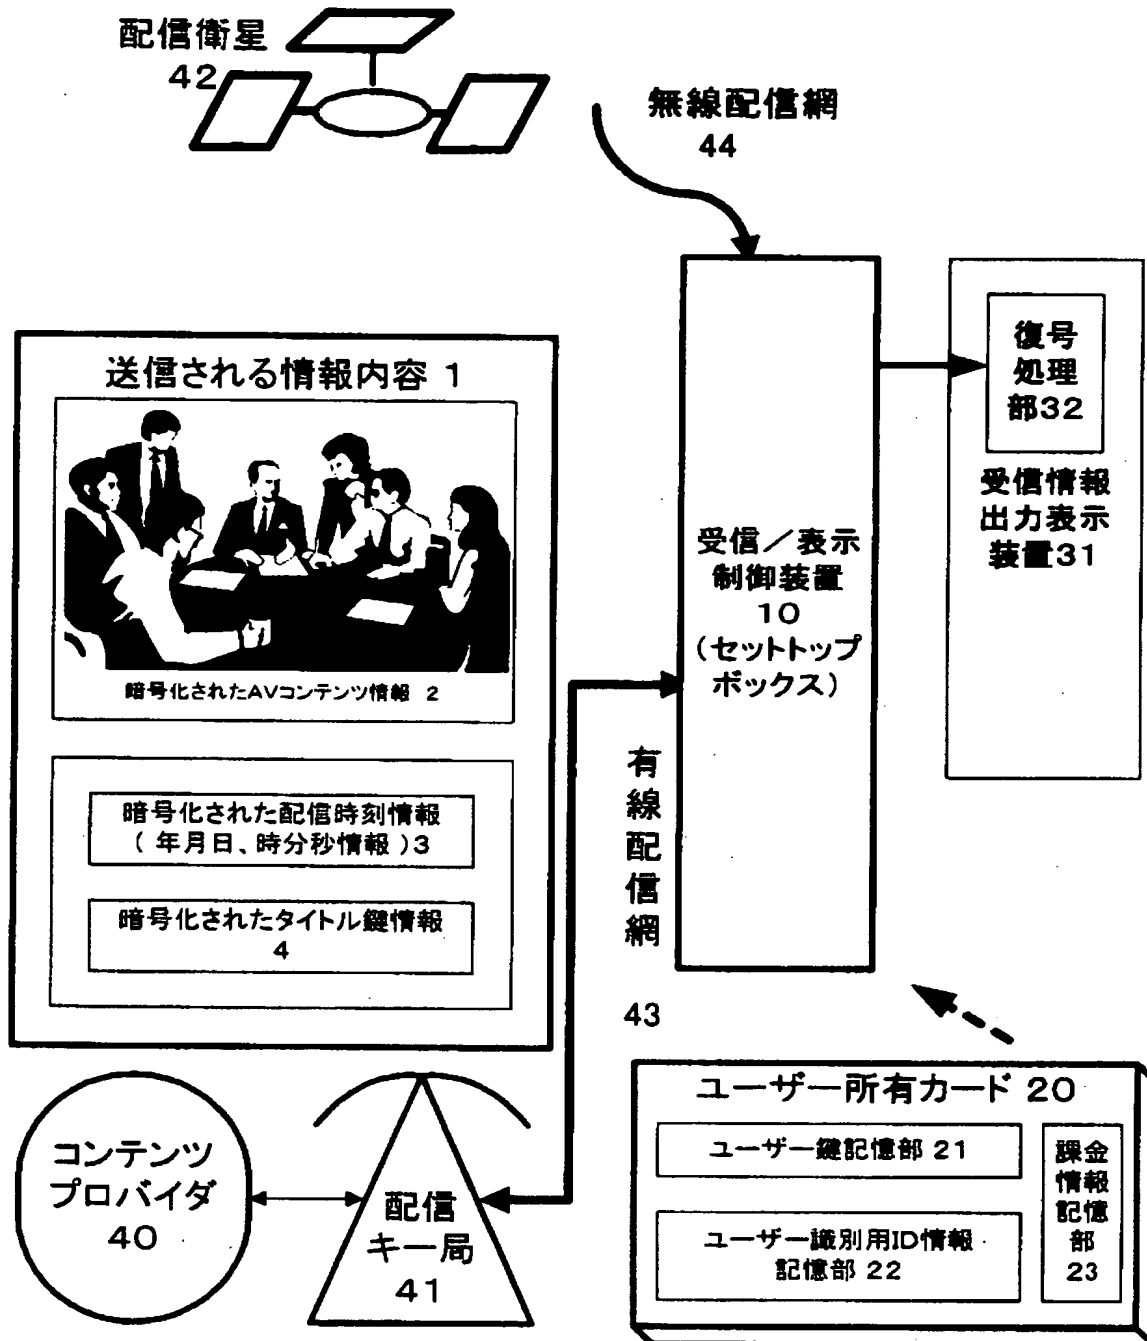 配信衛星
42
無線配信網
44
送信される情報内容 1
暗号化されたAVコンテンツ情報 2
暗号化された配信時刻情報
( 年月日、時分秒情報 )3
暗号化されたタイトル鍵情報
4
受信／表示
制御装置
10
(セットトップ
ボックス)
復号
処理
部32
受信情報
出力表示
装置31
有線配信網
43
コンテンツ
プロバイダ
40
配信
キー局
41
ユーザー所有カード 20
ユーザー鍵記憶部 21
ユーザー識別用ID情報
記憶部 22
課金
情報
記憶
部
23